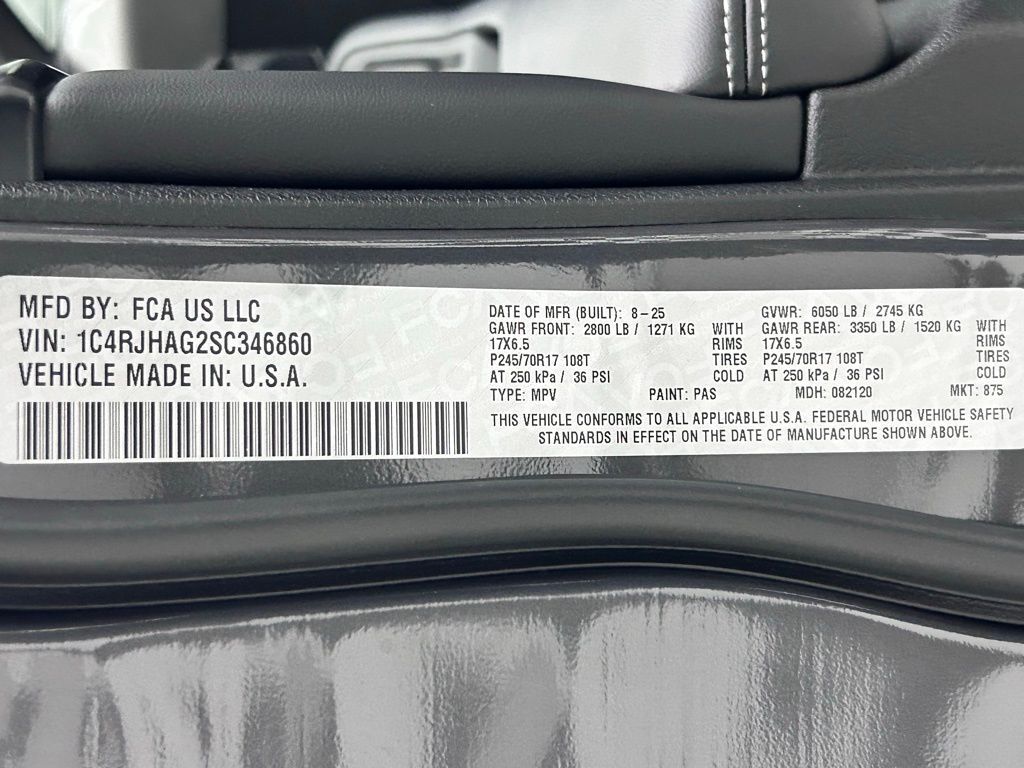 MFD BY: FCA US LLC
VIN: 1C4RJHAG2SC346860
VEHICLE MADE IN: U.S.A.
DATE OF MFR (BUILT): 8-25
GAWR FRONT: 2800 LB / 1271 KG WITH
17X6.5 RIMS
P245/70R17 108T TIRES
AT 250 kPa / 36 PSI COLD
GVWR: 6050 LB / 2745 KG
GAWR REAR: 3350 LB / 1520 KG WITH
17X6.5 RIMS
P245/70R17 108T TIRES
AT 250 kPa / 36 PSI COLD
TYPE: MPV PAINT: PAS MDH: 082120 MKT: 875
THIS VEHICLE CONFORMS TO ALL APPLICABLE U.S.A. FEDERAL MOTOR VEHICLE SAFETY
STANDARDS IN EFFECT ON THE DATE OF MANUFACTURE SHOWN ABOVE.